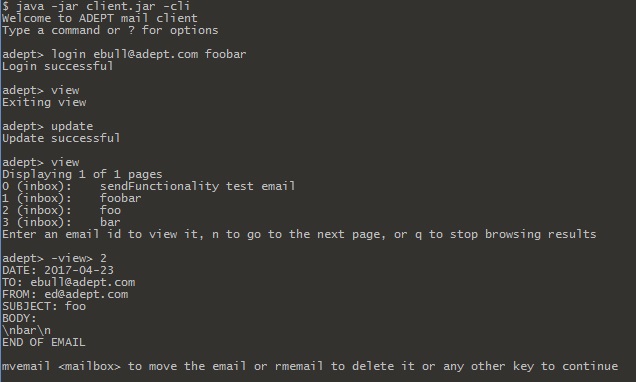 $ java -jar client.jar -cli
Welcome to ADEPT mail client
Type a command or ? for options
adept> login ebull@adept.com foobar
Login successful
adept> view
Exiting view
adept> update
Update successful
adept> view
Displaying 1 of 1 pages
0 (inbox):    sendFunctionality test email
1 (inbox):    foobar
2 (inbox):    foo
3 (inbox):    bar
Enter an email id to view it, n to go to the next page, or q to stop browsing results
adept> -view> 2
DATE: 2017-04-23
TO: ebull@adept.com
FROM: ed@adept.com
SUBJECT: foo
BODY:
\nbar\n
END OF EMAIL
mvemail <mailbox> to move the email or rmemail to delete it or any other key to continue